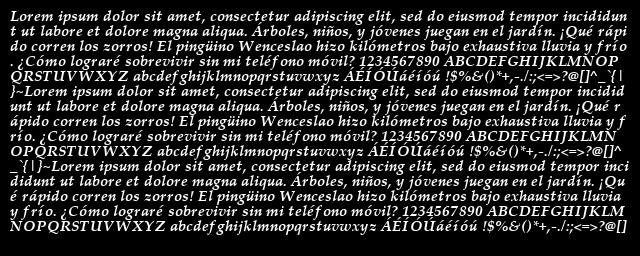 Lorem ipsum dolor sit amet, consectetur adipiscing elit, sed do eiusmod tempor incididun
t ut labore et dolore magna aliqua. Árboles, niños, y jóvenes juegan en el jardín. ¡Qué rápi
do corren los zorros! El pingüino Wenceslao hizo kilómetros bajo exhaustiva lluvia y frío
. ¿Cómo lograré sobrevivir sin mi teléfono móvil? 1234567890 ABCDEFGHIJKLMNOP
QRSTUVWXYZ abcdefghijklmnopqrstuvwxyz ÁÉÍÓÚáéíóú !$%&()*+,-./:;<=>?@[]^_`{|
}~Lorem ipsum dolor sit amet, consectetur adipiscing elit, sed do eiusmod tempor incidid
unt ut labore et dolore magna aliqua. Árboles, niños, y jóvenes juegan en el jardín. ¡Qué r
ápido corren los zorros! El pingüino Wenceslao hizo kilómetros bajo exhaustiva lluvia y f
río. ¿Cómo lograré sobrevivir sin mi teléfono móvil? 1234567890 ABCDEFGHIJKLMN
OPQRSTUVWXYZ abcdefghijklmnopqrstuvwxyz ÁÉÍÓÚáéíóú !$%&()*+,-./:;<=>?@[]^
_`{|}~Lorem ipsum dolor sit amet, consectetur adipiscing elit, sed do eiusmod tempor inci
didunt ut labore et dolore magna aliqua. Árboles, niños, y jóvenes juegan en el jardín. ¡Qu
é rápido corren los zorros! El pingüino Wenceslao hizo kilómetros bajo exhaustiva lluvia
y frío. ¿Cómo lograré sobrevivir sin mi teléfono móvil? 1234567890 ABCDEFGHIJKLM
NOPQRSTUVWXYZ abcdefghijklmnopqrstuvwxyz ÁÉÍÓÚáéíóú !$%&()*+,-./:;<=>?@[]